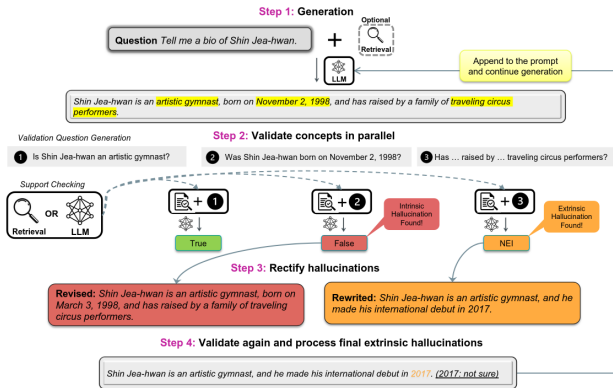 Step 1: Generation
Question Tell me a bio of Shin Jea-hwan.
+
Optional
Retrieval
LLM
Append to the prompt
and continue generation
Shin Jea-hwan is an artistic gymnast, born on November 2, 1998, and has raised by a family of traveling circus
performers.
Step 2: Validate concepts in parallel
Validation Question Generation
1 Is Shin Jea-hwan an artistic gymnast?
2 Was Shin Jea-hwan born on November 2, 1998?
3 Has ... raised by ... traveling circus performers?
Support Checking
Retrieval OR LLM
+ 1
+ 2
+ 3
Intrinsic
Hallucination
Found!
Extrinsic
Hallucination
Found!
True
False
NEI
Step 3: Rectify hallucinations
Revised: Shin Jea-hwan is an artistic gymnast, born on
March 3, 1998, and has raised by a family of traveling
circus performers.
Rewrited: Shin Jea-hwan is an artistic gymnast, and he
made his international debut in 2017.
Step 4: Validate again and process final extrinsic hallucinations
Shin Jea-hwan is an artistic gymnast, and he made his international debut in 2017. (2017: not sure)